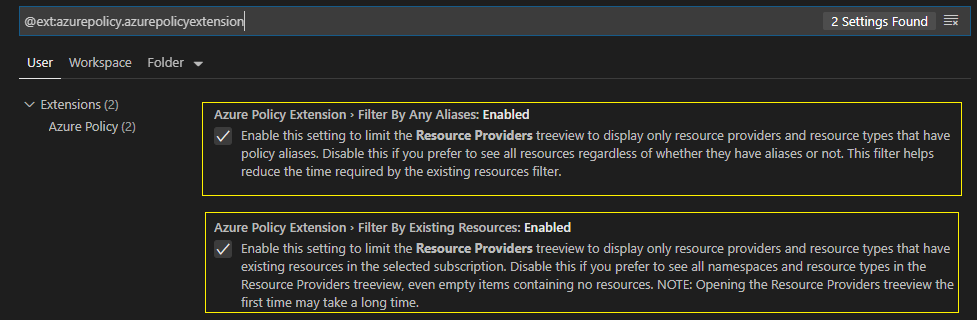 @ext:azurepolicy.azurepolicyextension
2 Settings Found
User Workspace Folder
Extensions (2)
Azure Policy (2)
Azure Policy Extension › Filter By Any Aliases: Enabled
Enable this setting to limit the Resource Providers treeview to display only resource providers and resource types that have
policy aliases. Disable this if you prefer to see all resources regardless of whether they have aliases or not. This filter helps
reduce the time required by the existing resources filter.
Azure Policy Extension › Filter By Existing Resources: Enabled
Enable this setting to limit the Resource Providers treeview to display only resource providers and resource types that have
existing resources in the selected subscription. Disable this if you prefer to see all namespaces and resource types in the
Resource Providers treeview, even empty items containing no resources. NOTE: Opening the Resource Providers treeview the
first time may take a long time.